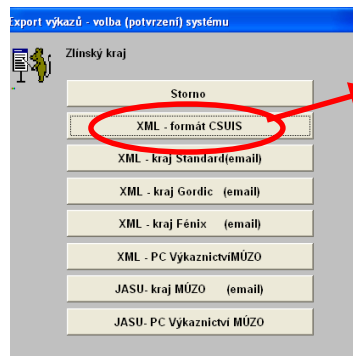 Export výkazů - volba (potvrzení) systému
Zlínský kraj
Storno
XML - formát CSUIS
XML - kraj Standard(email)
XML - kraj Gordic (email)
XML - kraj Fénix (email)
XML - PC VýkaznictvíMÚZO
JASU- kraj MÚZO (email)
JASU- PC Výkaznictví MÚZO